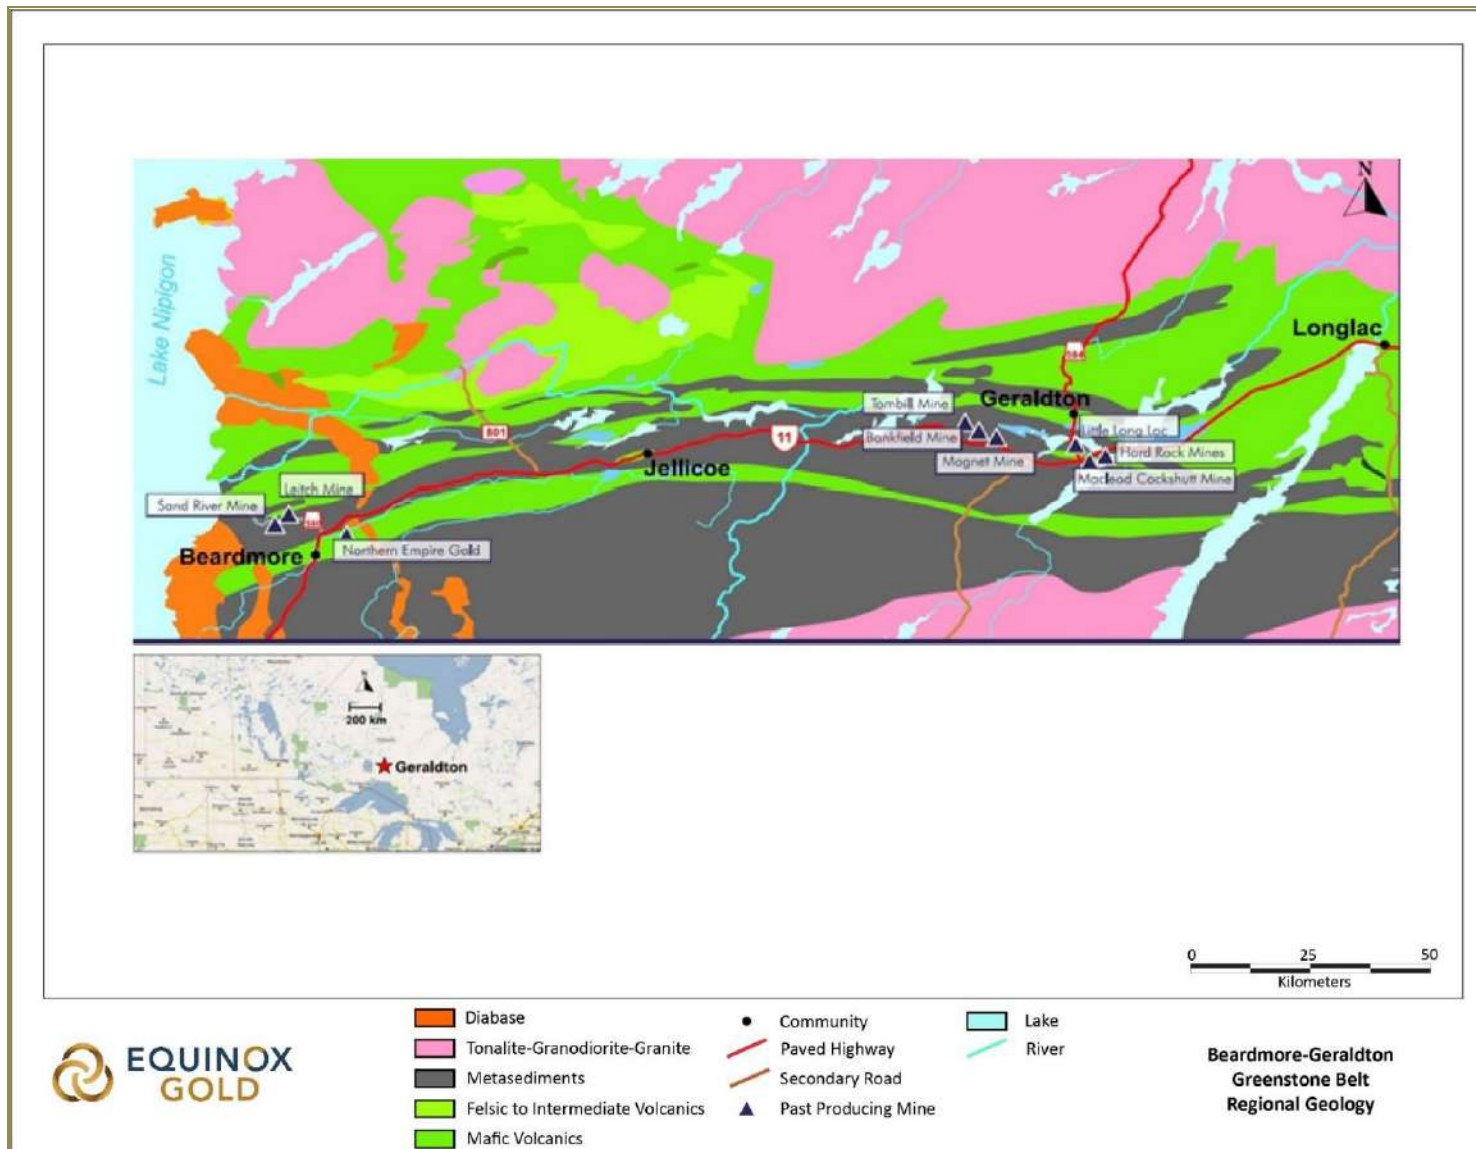 N
Lake Nipigon
Longlac
584
Geraldton
Tombill Mine
Little Long Lac
Bankfield Mine
Hard Rock Mines
Magnet Mine
Macleod Cockshutt Mine
801
11
Jellicoe
Leitch Mine
Sand River Mine
Beardmore
Northern Empire Gold
N
200 km
Geraldton
0 25 50
Kilometers
EQUINOX
GOLD
Diabase
Tonalite-Granodiorite-Granite
Metasediments
Felsic to Intermediate Volcanics
Mafic Volcanics
Community
Paved Highway
Secondary Road
Past Producing Mine
Lake
River
Beardmore-Geraldton
Greenstone Belt
Regional Geology